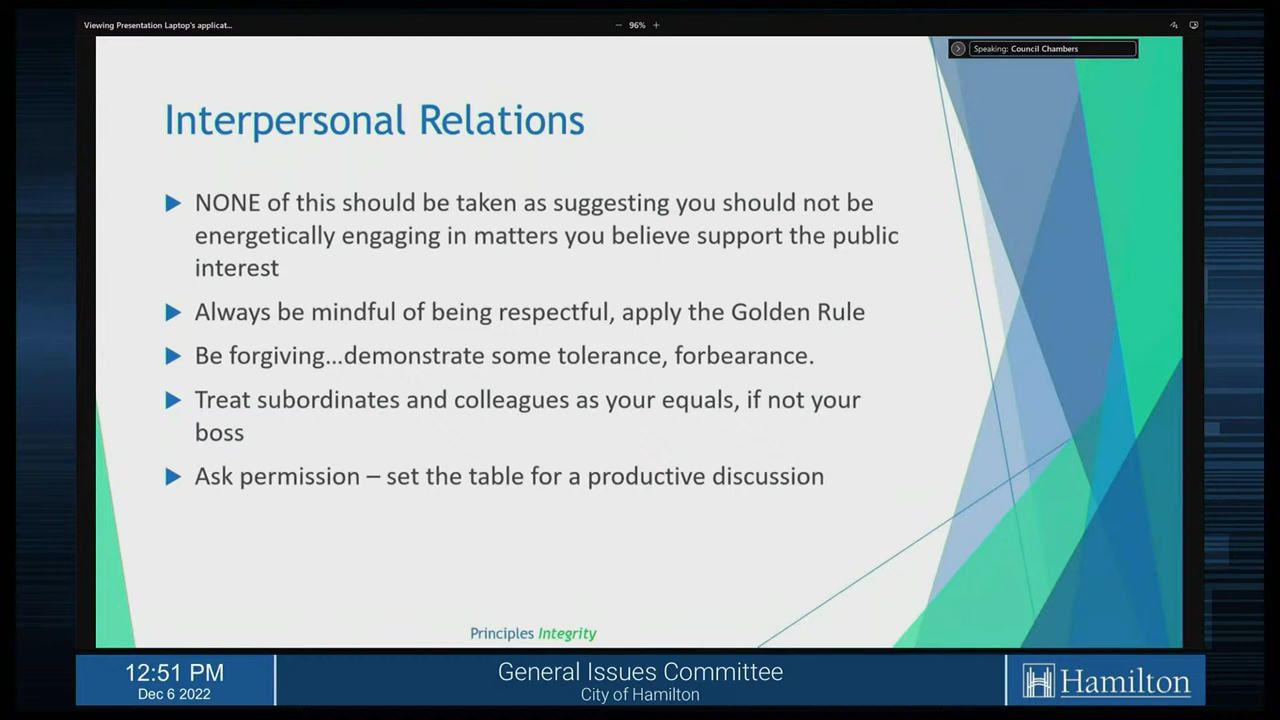 Viewing Presentation Laptop's applicat...
— 96% +
Speaking: Council Chambers
Interpersonal Relations
NONE of this should be taken as suggesting you should not be
energetically engaging in matters you believe support the public
interest
Always be mindful of being respectful, apply the Golden Rule
Be forgiving...demonstrate some tolerance, forbearance.
Treat subordinates and colleagues as your equals, if not your
boss
Ask permission – set the table for a productive discussion
Principles Integrity
12:51 PM
Dec 6 2022
General Issues Committee
City of Hamilton
Hamilton